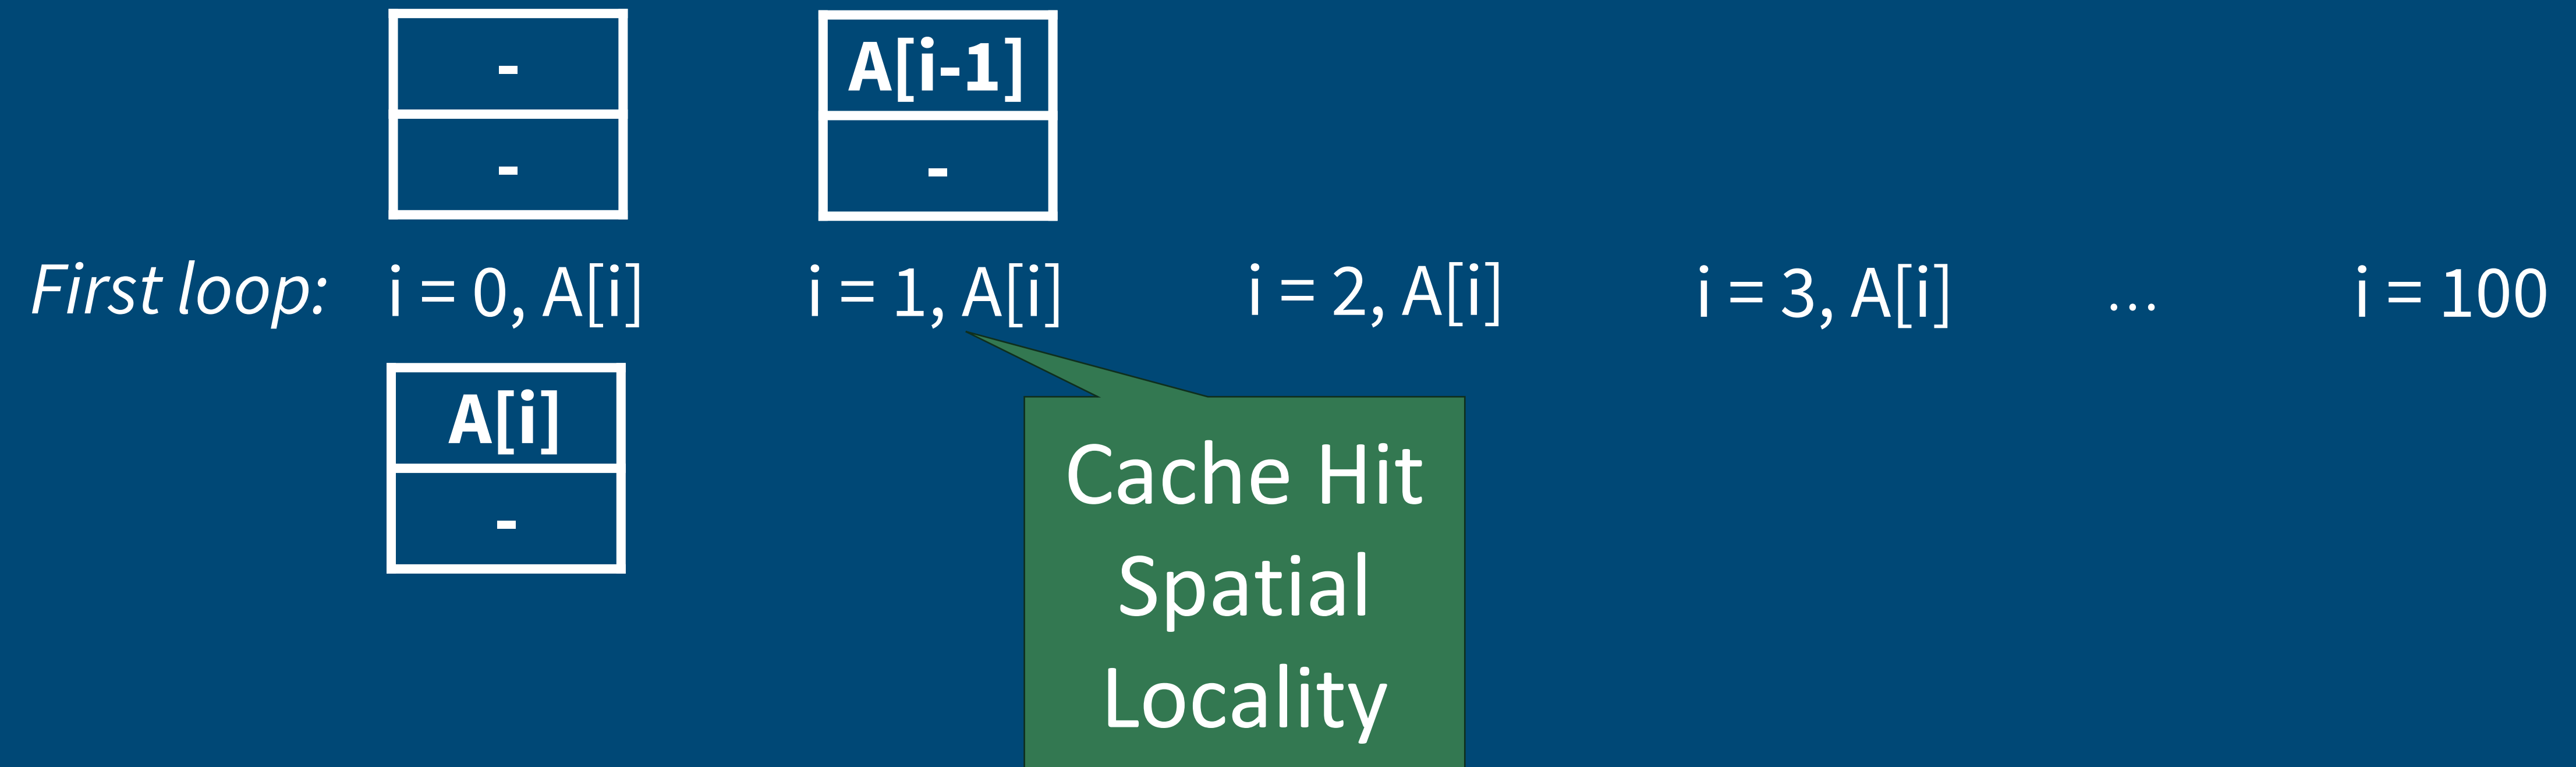 -
-
A[i-1]
-
First loop: i = 0, A[i] i = 1, A[i] i = 2, A[i] i = 3, A[i] ... i = 100
A[i]
-
Cache Hit
Spatial
Locality